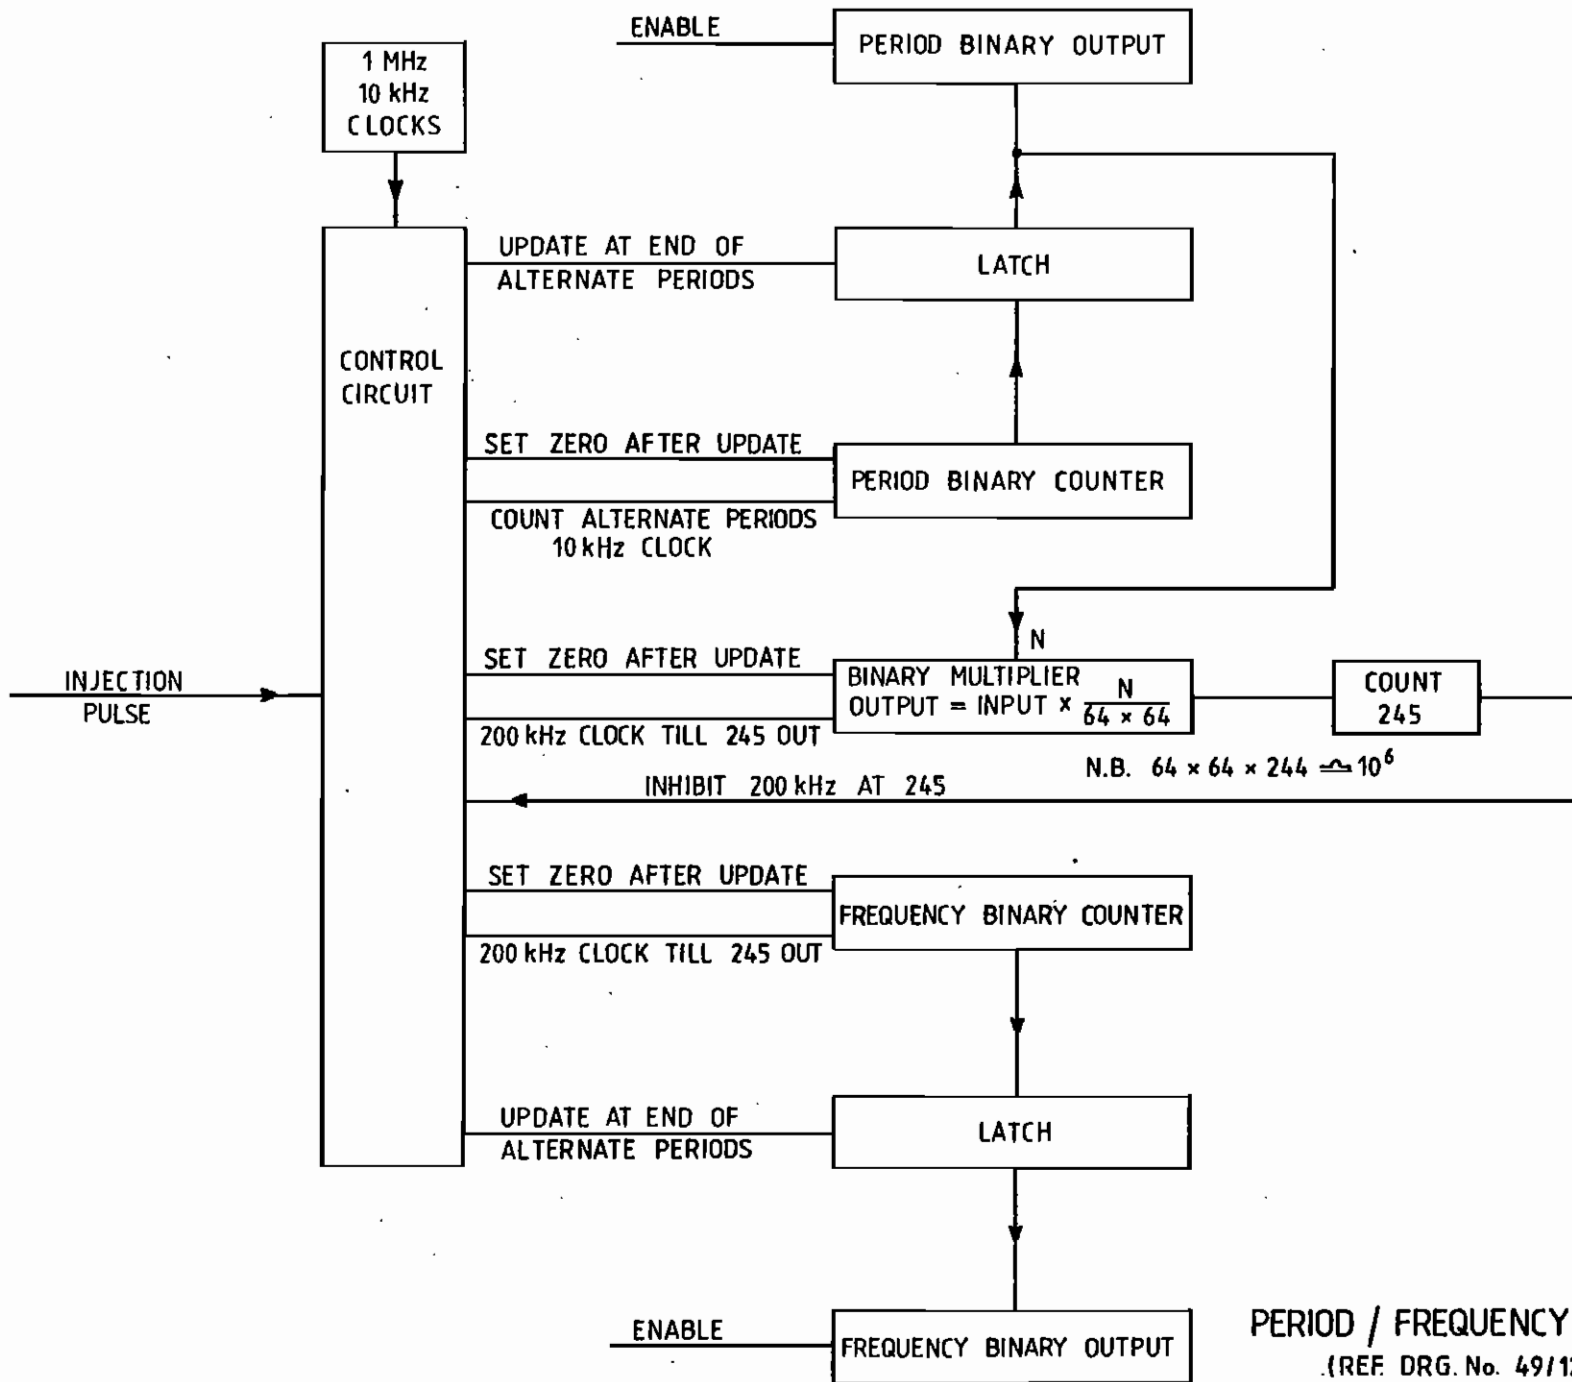 ENABLE
PERIOD BINARY OUTPUT
1 MHz
10 kHz
CLOCKS
UPDATE AT END OF
ALTERNATE PERIODS
LATCH
CONTROL
CIRCUIT
SET ZERO AFTER UPDATE
PERIOD BINARY COUNTER
COUNT ALTERNATE PERIODS
10 kHz CLOCK
N
SET ZERO AFTER UPDATE
BINARY MULTIPLIER
OUTPUT = INPUT × N / 64 × 64
COUNT
245
INJECTION
PULSE
200 kHz CLOCK TILL 245 OUT
N.B. 64 × 64 × 244 ≏ 10⁶
INHIBIT 200 kHz AT 245
SET ZERO AFTER UPDATE
FREQUENCY BINARY COUNTER
200 kHz CLOCK TILL 245 OUT
UPDATE AT END OF
ALTERNATE PERIODS
LATCH
ENABLE
FREQUENCY BINARY OUTPUT
PERIOD / FREQUENCY
(REF. DRG. No. 49/12